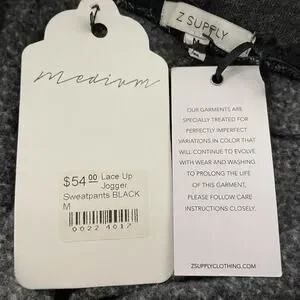 medium
$54.00 Lace Up
Jogger
Sweatpants BLACK
M
0022 4017
Z SUPPLY
M
OUR GARMENTS ARE
SPECIALLY TREATED FOR
PERFECTLY IMPERFECT
VARIATIONS IN COLOR THAT
WILL CONTINUE TO EVOLVE
WITH WEAR AND WASHING
TO PROLONG THE LIFE
OF THIS GARMENT,
PLEASE FOLLOW CARE
INSTRUCTIONS CLOSELY.
ZSUPPLYCLOTHING.COM